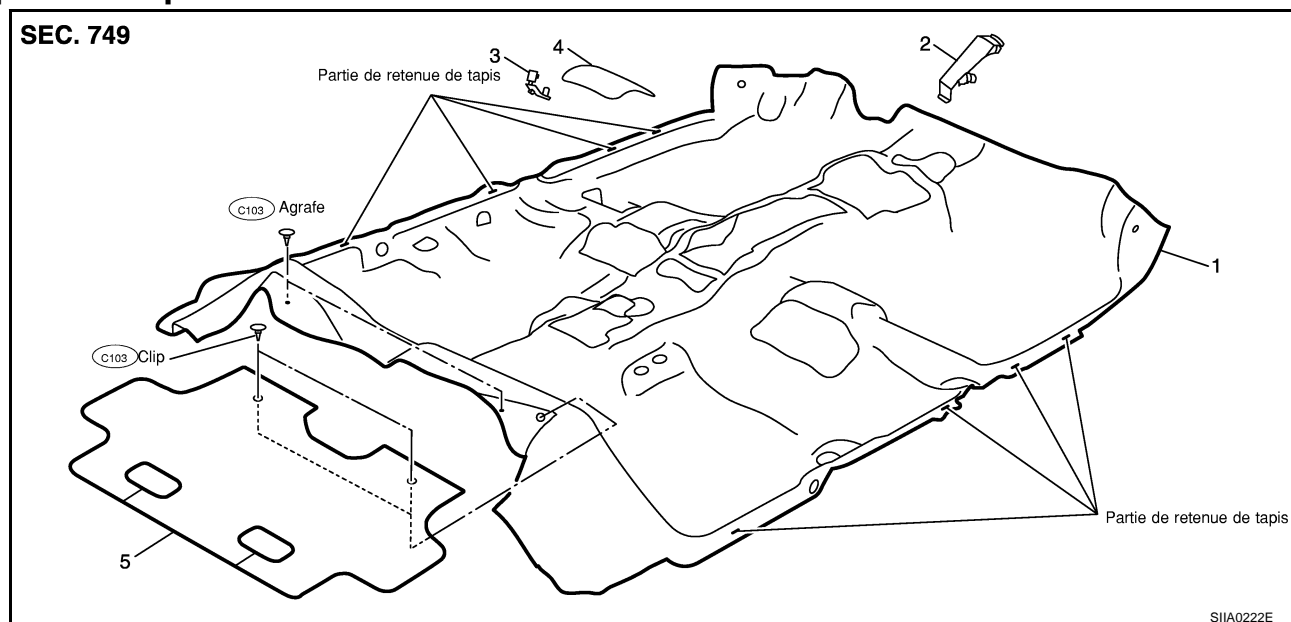 SEC. 749
2
3
4
Partie de retenue de tapis
C103 Agrafe
1
C103 Clip
Partie de retenue de tapis
5
SIIA0222E